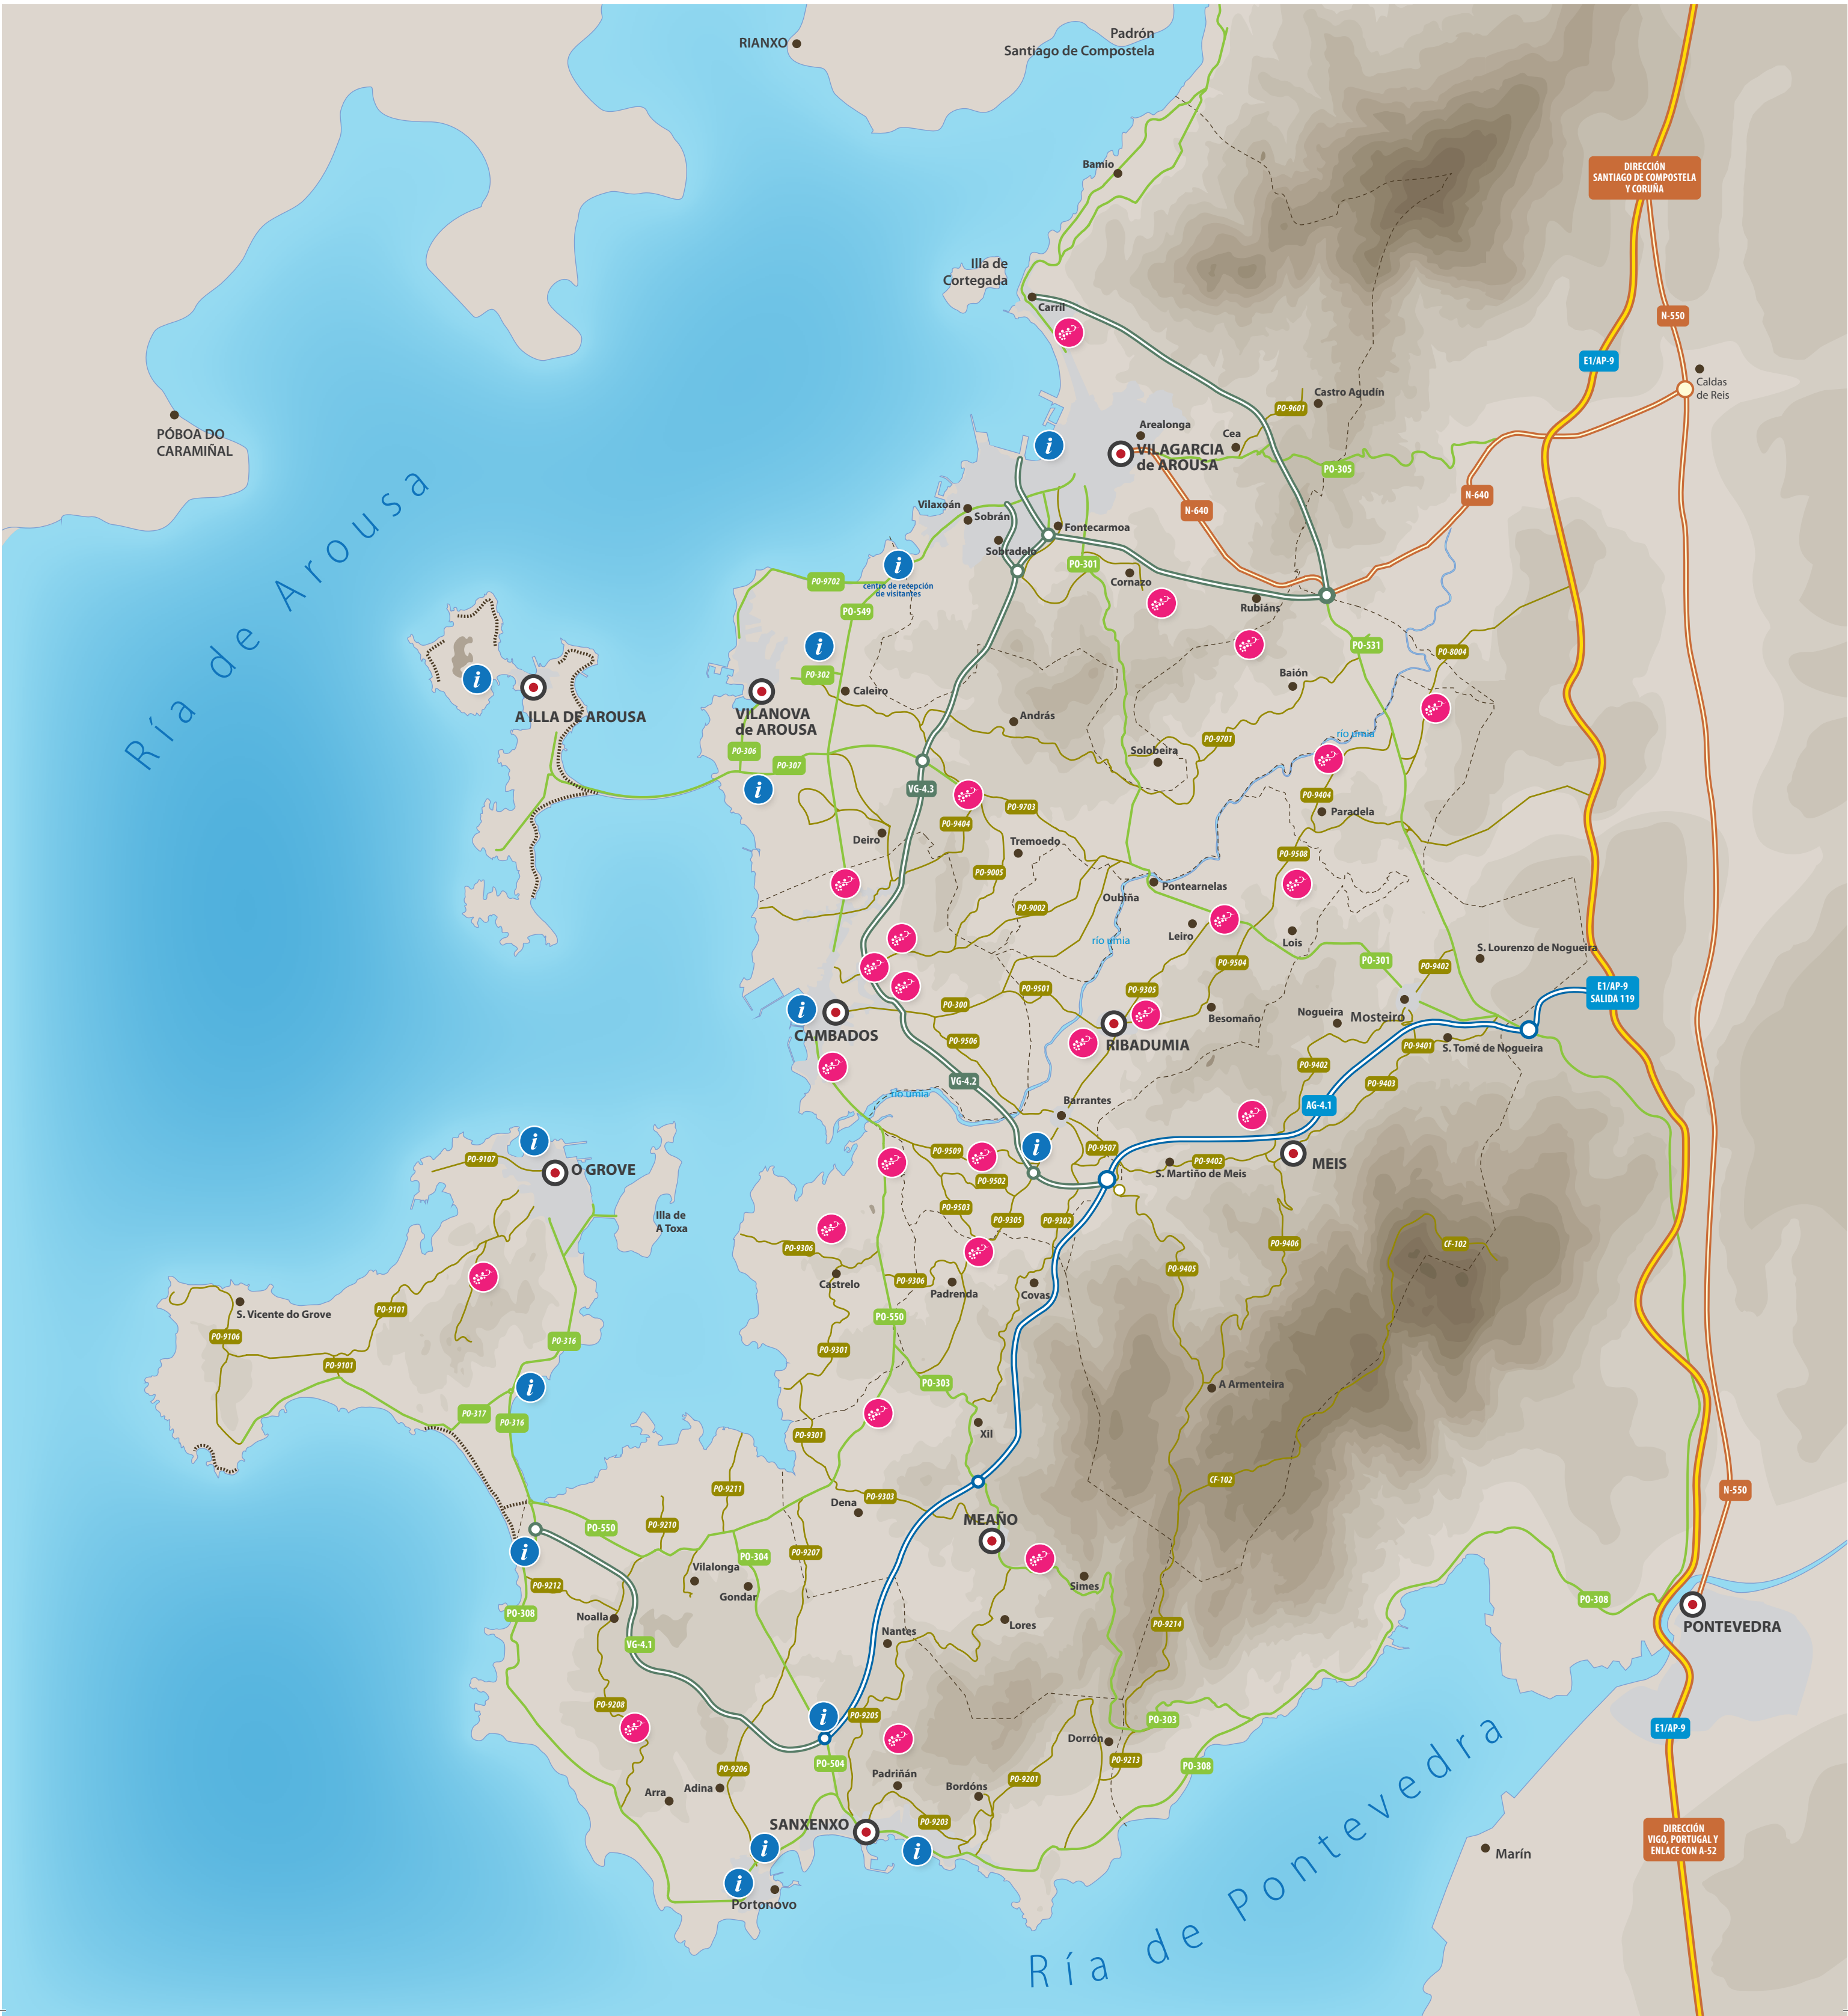 RIANXO
Padrón
Santiago de Compostela
Bamio
DIRECCIÓN
SANTIAGO DE COMPOSTELA
Y CORUÑA
Illa de
Cortegada
Carril
N-550
E1/AP-9
Caldas
de Reis
PÓBOA DO
CARAMIÑAL
Castro Agudín
PO-9601
Arealonga
Cea
VILAGARCIA
de AROUSA
PO-305
N-640
N-640
Ría de Arousa
i
Vilaxoán
Sobrán
Fontecarmoa
Sobradelo
PO-301
Cornazo
Rubiáns
i
centro de recepción
de visitantes
PO-9702
PO-549
i
PO-302
Caleiro
PO-531
PO-8004
Baión
i
A ILLA DE AROUSA
VILANOVA
de AROUSA
András
PO-9701
río umia
Solobeira
PO-306
PO-307
i
VG-4.3
PO-9703
PO-9404
PO-9404
Paradela
Deiro
Tremoedo
PO-9508
PO-9005
Pontearnelas
Oubiña
PO-9002
Leiro
Lois
río umia
S. Lourenzo de Nogueira
PO-301
PO-9402
PO-9504
E1/AP-9
SALIDA 119
PO-9501
PO-9305
i
PO-300
CAMBADOS
Besomaño
Nogueira
Mosteiro
RIBADUMIA
PO-9506
PO-9401
S. Tomé de Nogueira
PO-9402
VG-4.2
PO-9403
río umia
Barrantes
AG-4.1
i
i
PO-9509
PO-9507
PO-9107
O GROVE
PO-9402
MEIS
S. Martiño de Meis
PO-9502
PO-9503
PO-9305
PO-9302
Illa de
A Toxa
PO-9306
PO-9406
CF-102
PO-9405
Castrelo
PO-9306
Padrenda
Covas
S. Vicente do Grove
PO-9101
PO-550
PO-9106
PO-316
PO-9301
PO-9101
PO-303
i
A Armenteira
PO-317
PO-316
Xil
PO-9301
CF-102
PO-9211
N-550
PO-9303
Dena
MEAÑO
PO-9210
PO-550
i
PO-304
PO-9207
Vilalonga
Gondar
PO-9212
Simes
PO-308
PO-308
Noalla
Lores
PO-9214
PONTEVEDRA
VG-4.1
Nantes
PO-9208
i
PO-9205
PO-303
E1/AP-9
Dorrón
PO-9213
PO-504
PO-308
PO-9206
Padriñán
Arra
Adina
Bordóns
PO-9201
SANXENXO
PO-9203
i
i
i
Portonovo
DIRECCIÓN
VIGO, PORTUGAL Y
ENLACE CON A-52
Marín
Ría de Pontevedra